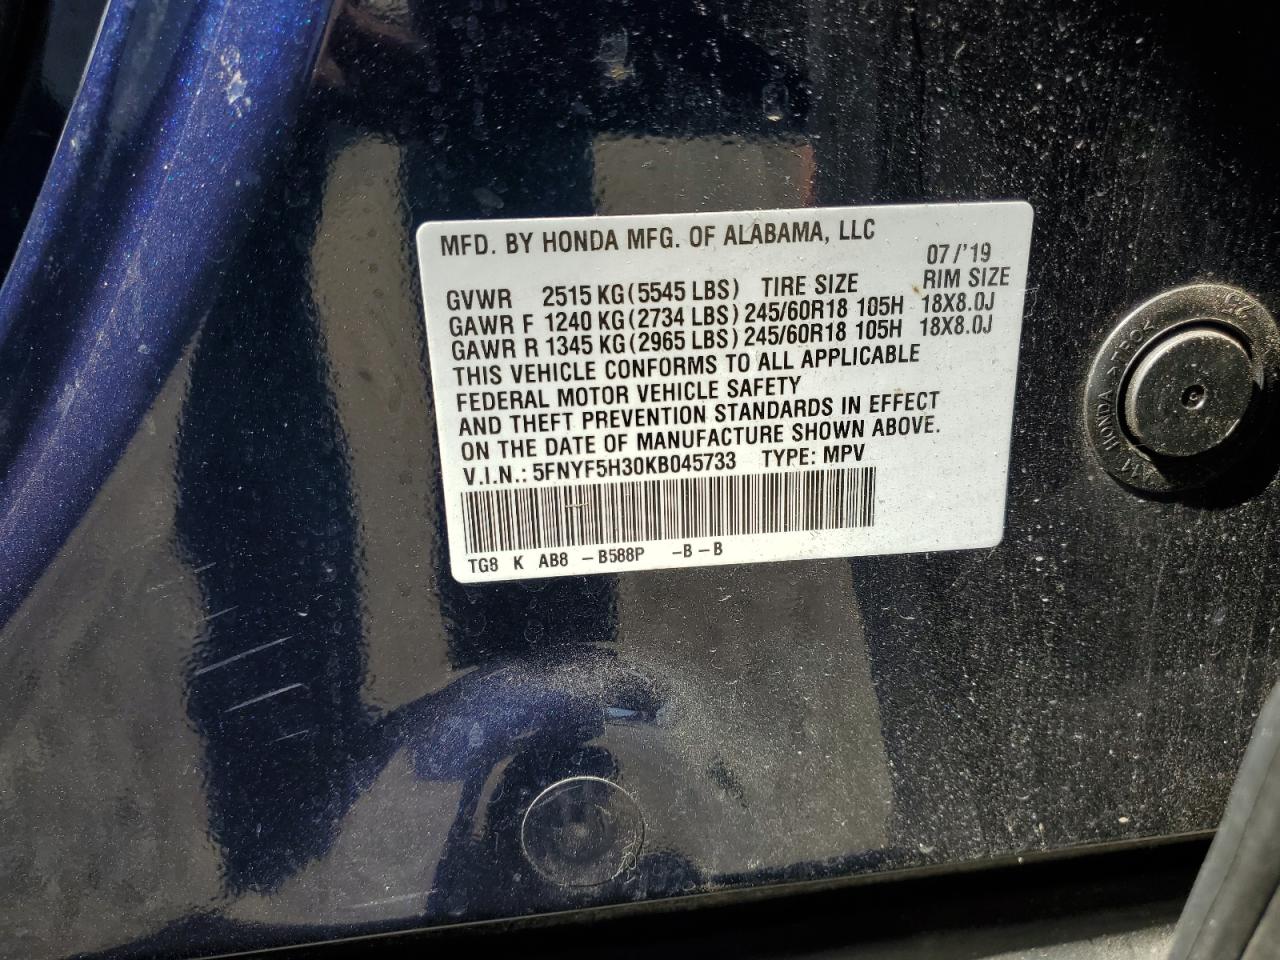 MFD. BY HONDA MFG. OF ALABAMA, LLC
07/'19
GVWR 2515 KG(5545 LBS) TIRE SIZE RIM SIZE
GAWR F 1240 KG(2734 LBS) 245/60R18 105H 18X8.0J
GAWR R 1345 KG(2965 LBS) 245/60R18 105H 18X8.0J
THIS VEHICLE CONFORMS TO ALL APPLICABLE
FEDERAL MOTOR VEHICLE SAFETY
AND THEFT PREVENTION STANDARDS IN EFFECT
ON THE DATE OF MANUFACTURE SHOWN ABOVE.
V.I.N.: 5FNYF5H30KB045733 TYPE: MPV
TG8 K AB8 -B588P -B-B
HONDA LOCK